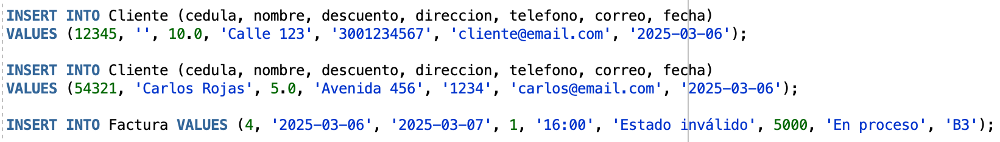 INSERT INTO Cliente (cedula, nombre, descuento, direccion, telefono, correo, fecha)
VALUES (12345, '', 10.0, 'Calle 123', '3001234567', 'cliente@email.com', '2025-03-06');
INSERT INTO Cliente (cedula, nombre, descuento, direccion, telefono, correo, fecha)
VALUES (54321, 'Carlos Rojas', 5.0, 'Avenida 456', '1234', 'carlos@email.com', '2025-03-06');
INSERT INTO Factura VALUES (4, '2025-03-06', '2025-03-07', 1, '16:00', 'Estado inválido', 5000, 'En proceso', 'B3');